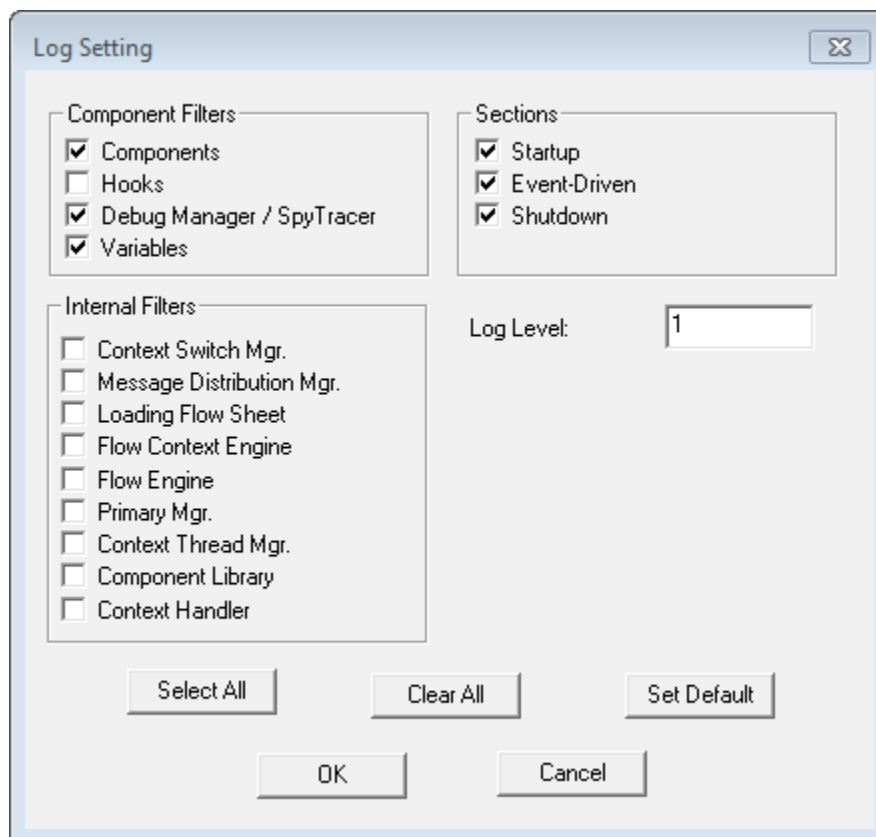 Log Setting
Component Filters
Components
Hooks
Debug Manager / SpyTracer
Variables
Sections
Startup
Event-Driven
Shutdown
Internal Filters
Context Switch Mgr.
Message Distribution Mgr.
Loading Flow Sheet
Flow Context Engine
Flow Engine
Primary Mgr.
Context Thread Mgr.
Component Library
Context Handler
Log Level: 1
Select All
Clear All
Set Default
OK
Cancel